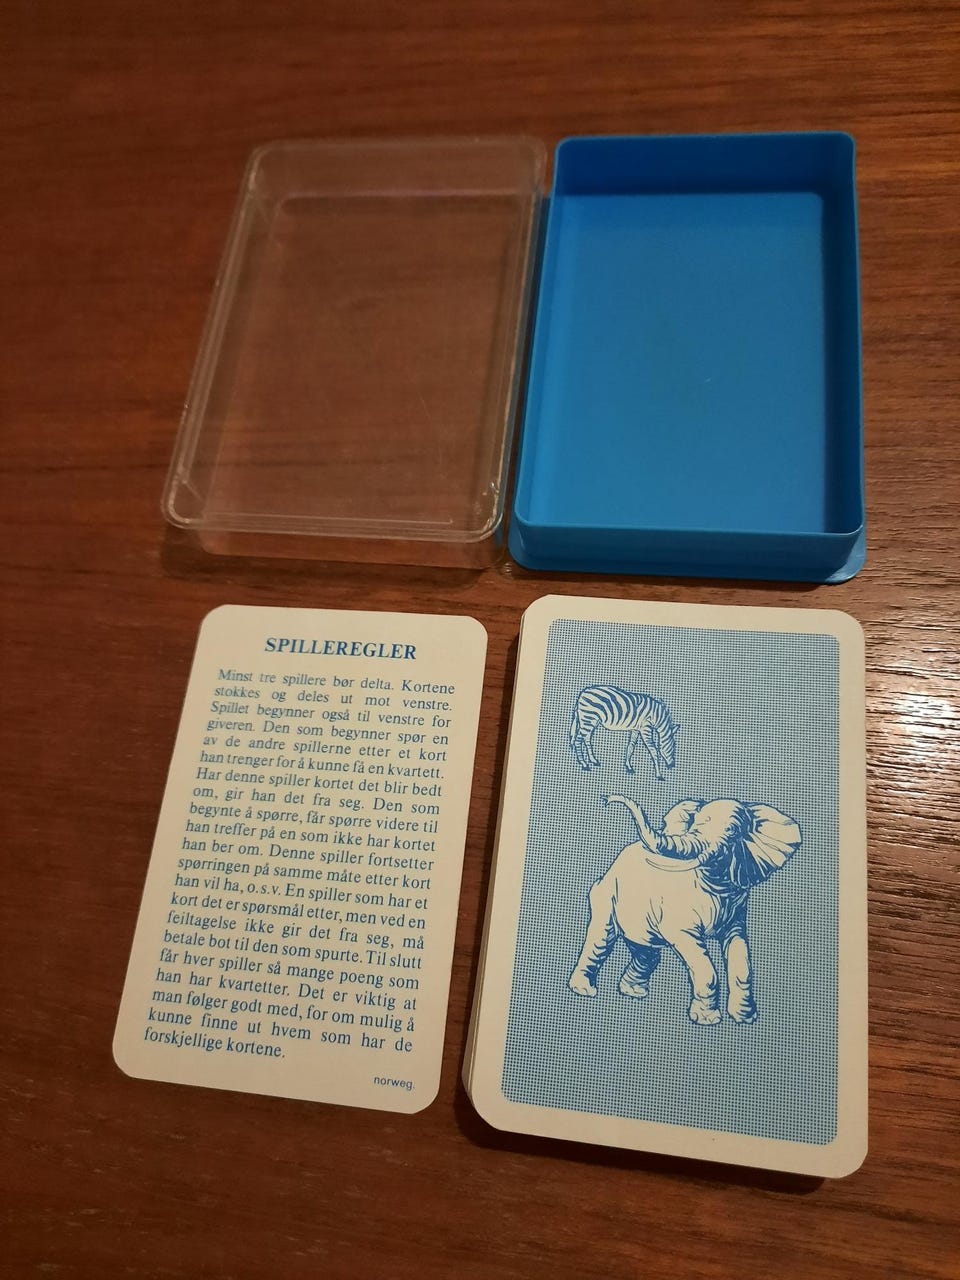 SPILLEREGLER
Minst tre spillere bør delta. Kortene
stokkes og deles ut mot venstre.
Spillet begynner også til venstre for
giveren. Den som begynner spør en
av de andre spillerne etter et kort
han trenger for å kunne få en kvartett.
Har denne spiller kortet det blir bedt
om, gir han det fra seg. Den som
begynte å spørre, får spørre videre til
han treffer på en som ikke har kortet
han ber om. Denne spiller fortsetter
spørringen på samme måte etter kort
han vil ha, o.s.v. En spiller som har et
kort det er spørsmål etter, men ved en
feiltagelse ikke gir det fra seg, må
betale bot til den som spurte. Til slutt
får hver spiller så mange poeng som
han har kvartetter. Det er viktig at
man følger godt med, for om mulig å
kunne finne ut hvem som har de
forskjellige kortene.
norweg.